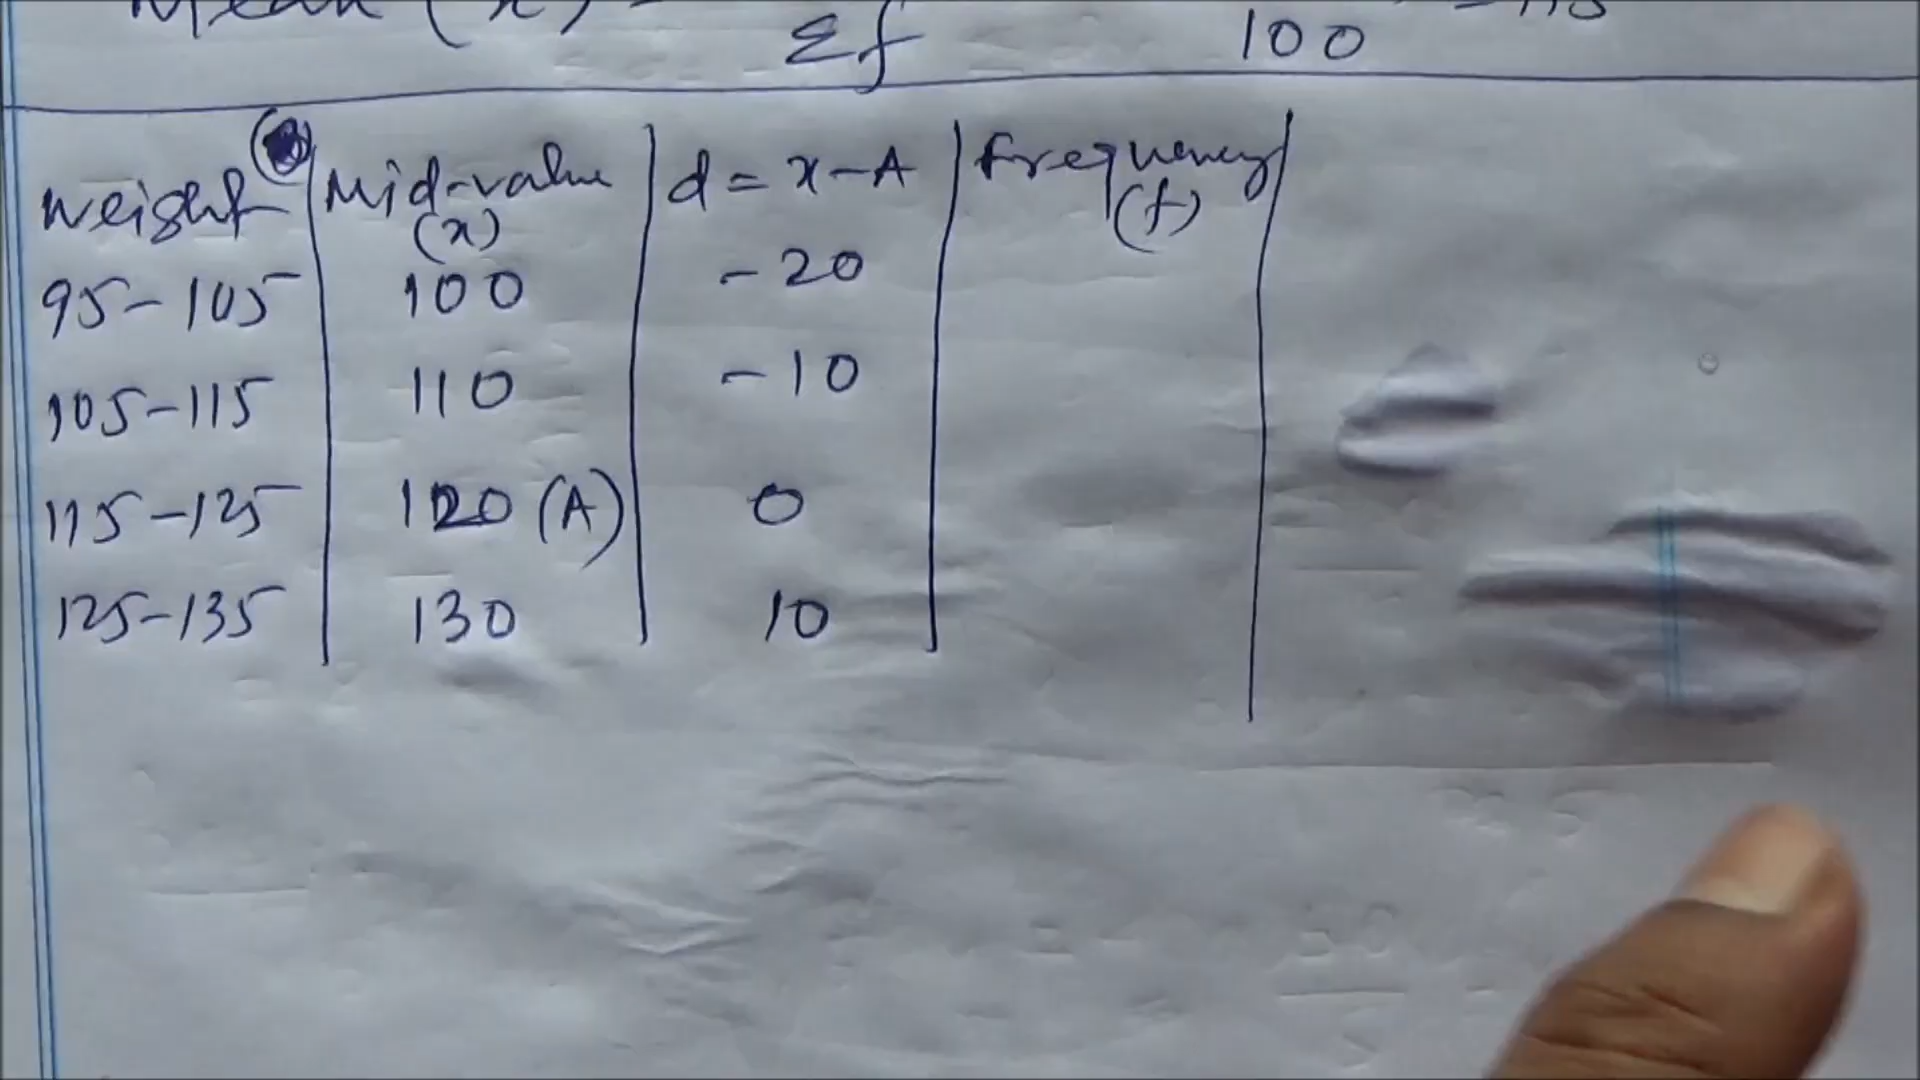 Mean (x) =
Σf 100
Weight Mid-value (x) d = x - A Frequency (f)
95-105 100 -20
105-115 110 -10
115-125 120 (A) 0
125-135 130 10